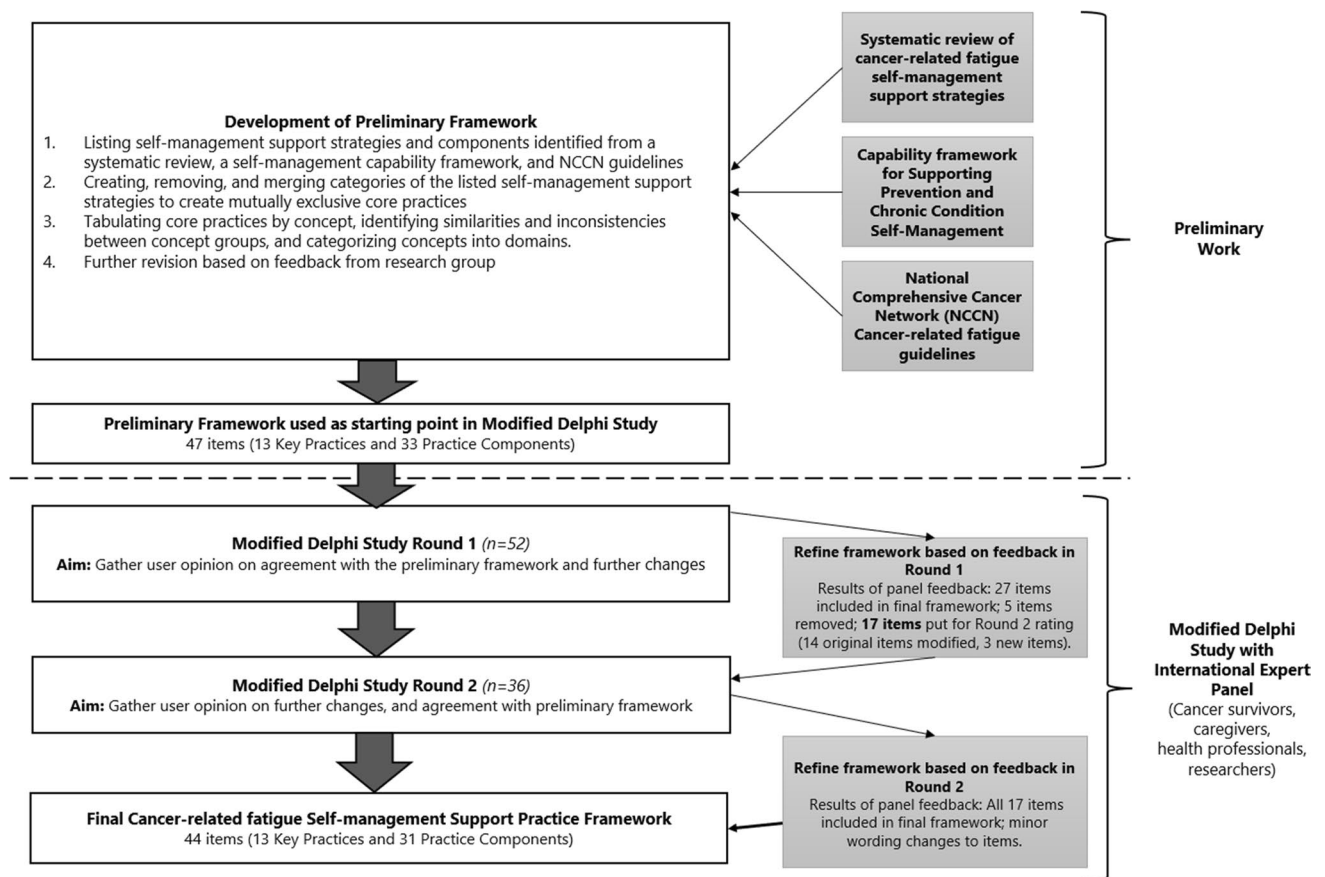 Development of Preliminary Framework
1. Listing self-management support strategies and components identified from a
systematic review, a self-management capability framework, and NCCN guidelines
2. Creating, removing, and merging categories of the listed self-management support
strategies to create mutually exclusive core practices
3. Tabulating core practices by concept, identifying similarities and inconsistencies
between concept groups, and categorizing concepts into domains.
4. Further revision based on feedback from research group
Systematic review of
cancer-related fatigue
self-management
support strategies
Capability framework
for Supporting
Prevention and
Chronic Condition
Self-Management
National
Comprehensive Cancer
Network (NCCN)
Cancer-related fatigue
guidelines
Preliminary
Work
Preliminary Framework used as starting point in Modified Delphi Study
47 items (13 Key Practices and 33 Practice Components)
Modified Delphi Study Round 1 (n=52)
Aim: Gather user opinion on agreement with the preliminary framework and further changes
Refine framework based on feedback in
Round 1
Results of panel feedback: 27 items
included in final framework; 5 items
removed; 17 items put for Round 2 rating
(14 original items modified, 3 new items).
Modified Delphi Study Round 2 (n=36)
Aim: Gather user opinion on further changes, and agreement with preliminary framework
Refine framework based on feedback in
Round 2
Results of panel feedback: All 17 items
included in final framework; minor
wording changes to items.
Final Cancer-related fatigue Self-management Support Practice Framework
44 items (13 Key Practices and 31 Practice Components)
Modified Delphi
Study with
International Expert
Panel
(Cancer survivors,
caregivers,
health professionals,
researchers)